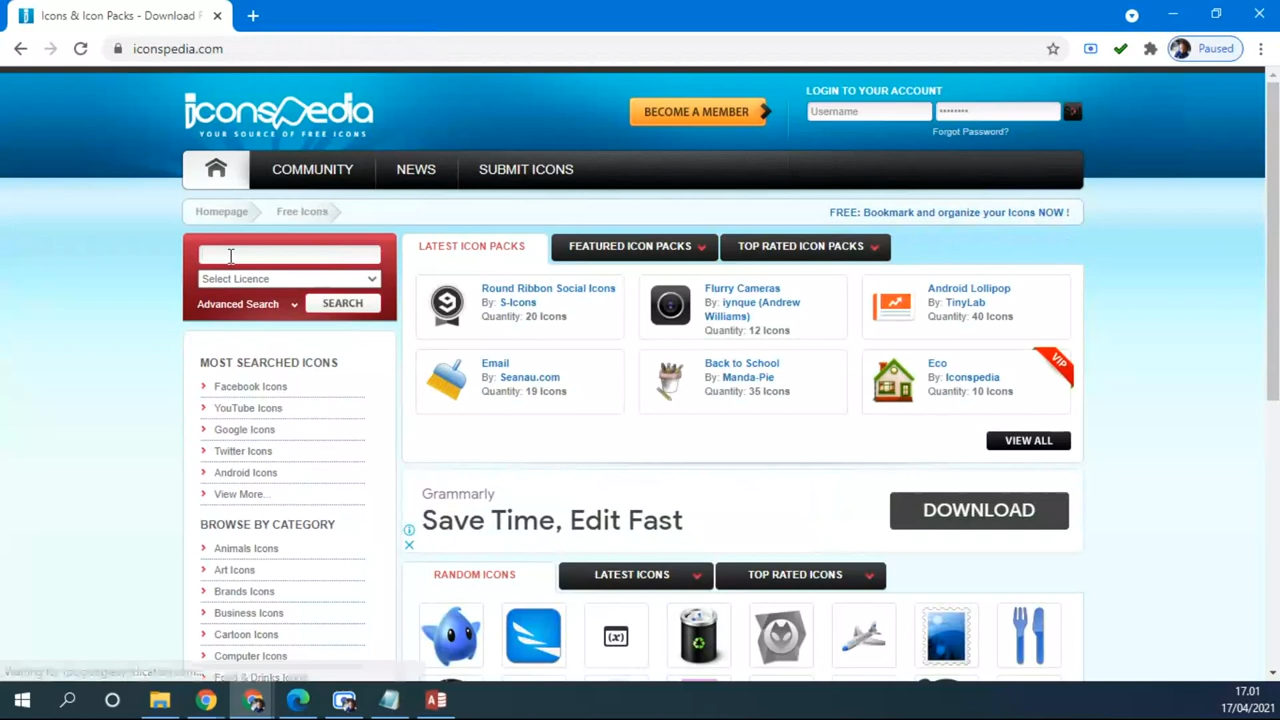 Icons & Icon Packs - Download F
iconspedia.com
Paused
iconspedia
YOUR SOURCE OF FREE ICONS
BECOME A MEMBER
LOGIN TO YOUR ACCOUNT
Username
********
Forgot Password?
COMMUNITY
NEWS
SUBMIT ICONS
Homepage
Free Icons
FREE: Bookmark and organize your Icons NOW !
Select Licence
Advanced Search
SEARCH
MOST SEARCHED ICONS
Facebook Icons
YouTube Icons
Google Icons
Twitter Icons
Android Icons
View More...
BROWSE BY CATEGORY
Animals Icons
Art Icons
Brands Icons
Business Icons
Cartoon Icons
Computer Icons
Food & Drinks Icons
LATEST ICON PACKS
FEATURED ICON PACKS
TOP RATED ICON PACKS
Round Ribbon Social Icons
By: S-Icons
Quantity: 20 Icons
Flurry Cameras
By: iynque (Andrew
Williams)
Quantity: 12 Icons
Android Lollipop
By: TinyLab
Quantity: 40 Icons
Email
By: Seanau.com
Quantity: 19 Icons
Back to School
By: Manda-Pie
Quantity: 35 Icons
Eco
By: Iconspedia
Quantity: 10 Icons
VIP
VIEW ALL
Grammarly
Save Time, Edit Fast
DOWNLOAD
RANDOM ICONS
LATEST ICONS
TOP RATED ICONS
(x)
17.01
17/04/2021